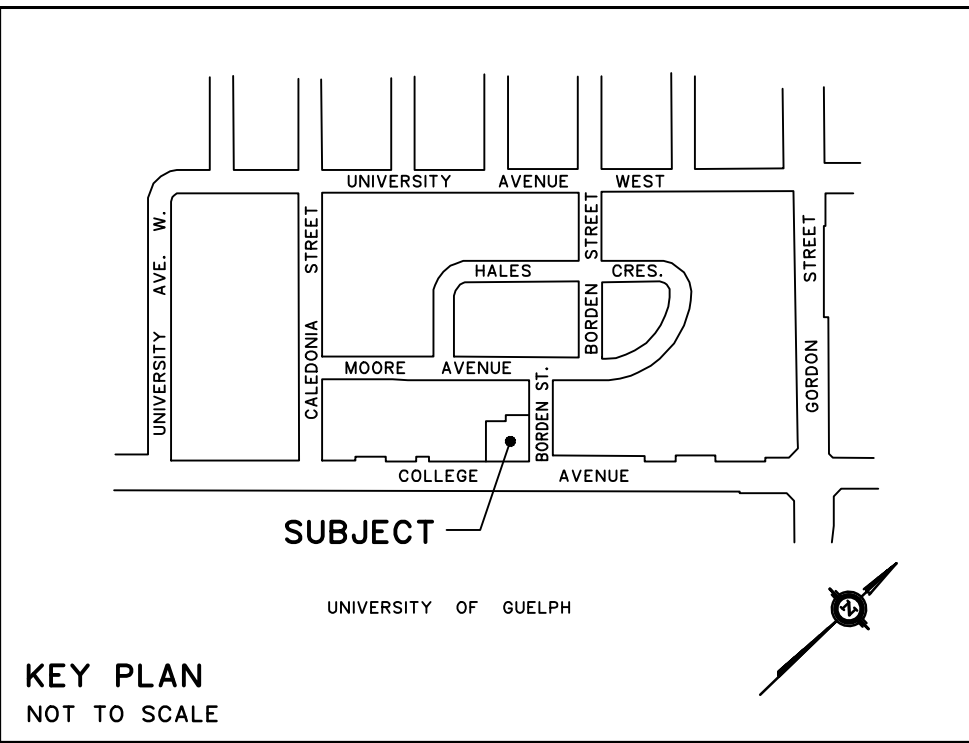 UNIVERSITY AVENUE WEST
UNIVERSITY AVE. W.
CALEDONIA STREET
BORDEN STREET
GORDON STREET
HALES CRES.
MOORE AVENUE
BORDEN ST.
COLLEGE AVENUE
SUBJECT
UNIVERSITY OF GUELPH
N
KEY PLAN
NOT TO SCALE